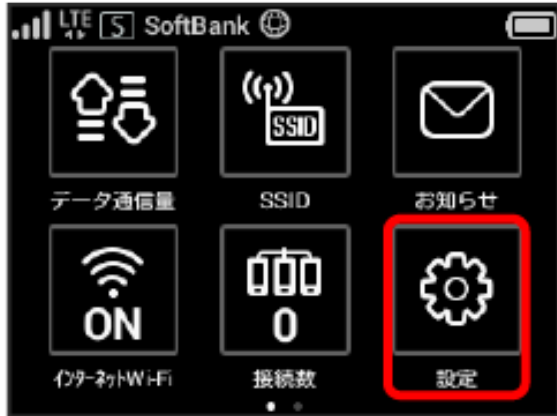 LTE S SoftBank
SSID
データ通信量 SSID お知らせ
ON 0
インターネットWi-Fi 接続数 設定